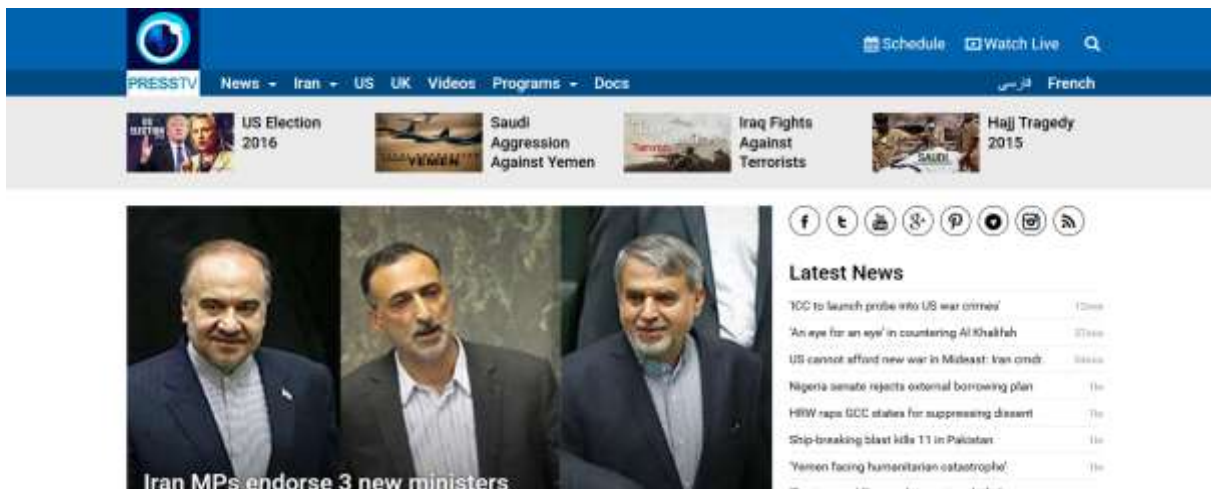 Schedule Watch Live
PRESSTV News Iran US UK Videos Programs Docs فارسی French
US Election
2016
Saudi
Aggression
Against Yemen
YEMEN
Iraq Fights
Against
Terrorists
Hajj Tragedy
2015
SAUDI
Latest News
'ICC to launch probe into US war crimes'
'An eye for an eye' in countering Al Khalifah
US cannot afford new war in Mideast: Iran cmdr.
Nigeria senate rejects external borrowing plan
HRW raps GCC states for suppressing dissent
Ship-breaking blast kills 11 in Pakistan
'Yemen facing humanitarian catastrophe'
Iran MPs endorse 3 new ministers